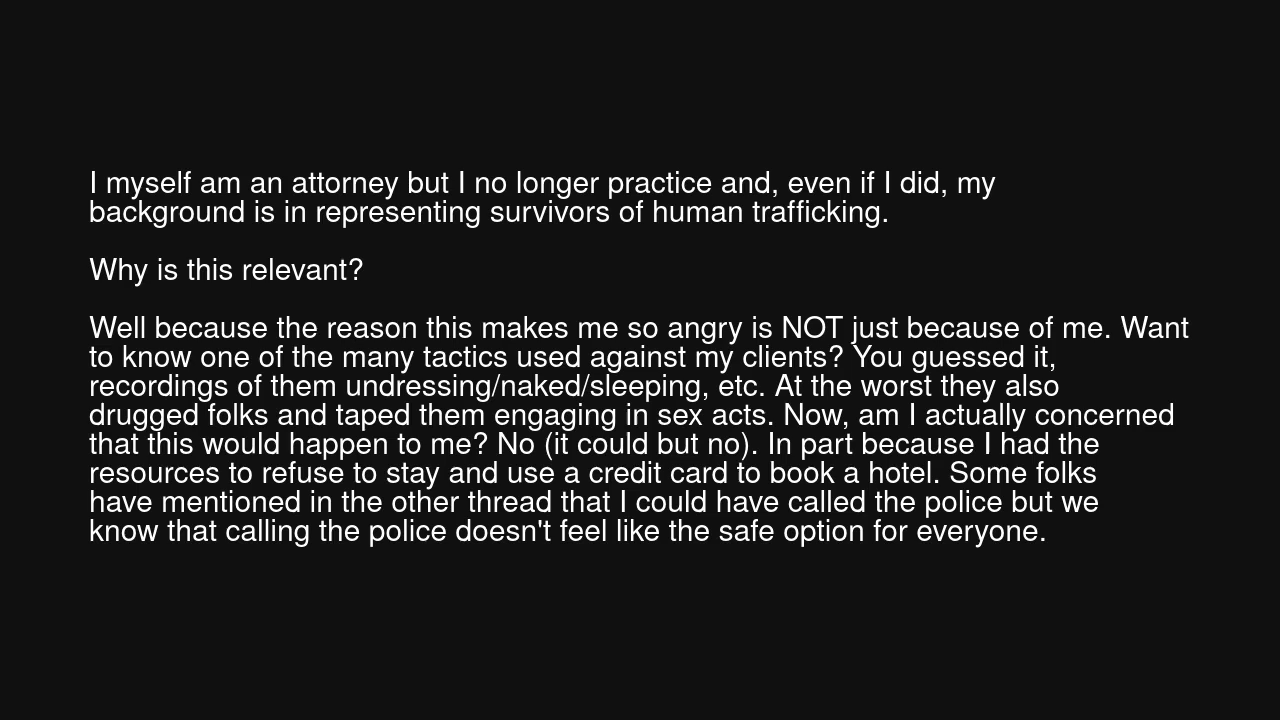 I myself am an attorney but I no longer practice and, even if I did, my
background is in representing survivors of human trafficking.
Why is this relevant?
Well because the reason this makes me so angry is NOT just because of me. Want
to know one of the many tactics used against my clients? You guessed it,
recordings of them undressing/naked/sleeping, etc. At the worst they also
drugged folks and taped them engaging in sex acts. Now, am I actually concerned
that this would happen to me? No (it could but no). In part because I had the
resources to refuse to stay and use a credit card to book a hotel. Some folks
have mentioned in the other thread that I could have called the police but we
know that calling the police doesn't feel like the safe option for everyone.